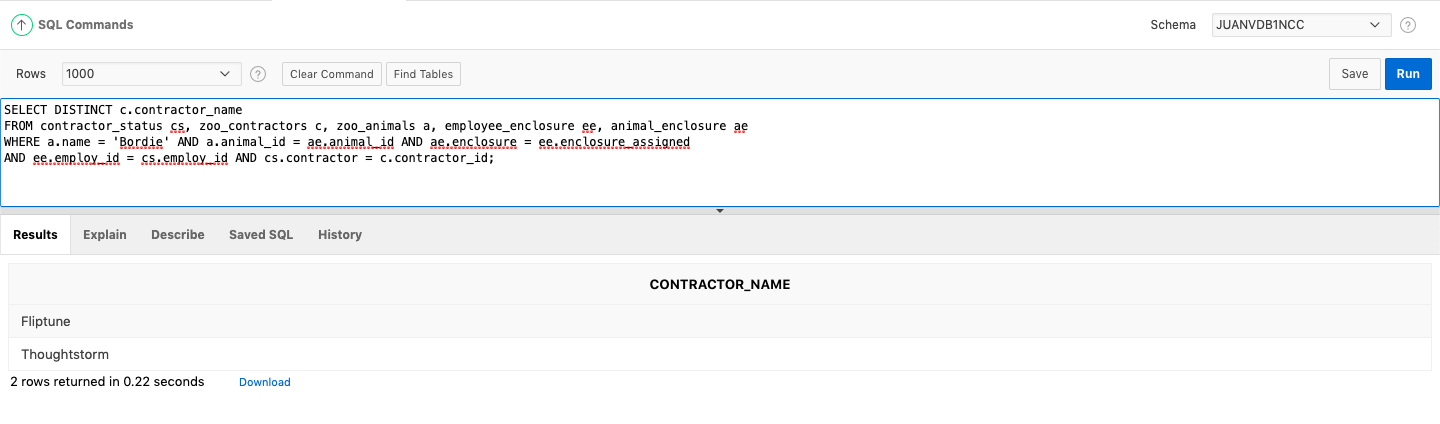 SQL Commands
Schema JUANVDB1NCC
Rows 1000 Clear Command Find Tables Save Run
SELECT DISTINCT c.contractor_name
FROM contractor_status cs, zoo_contractors c, zoo_animals a, employee_enclosure ee, animal_enclosure ae
WHERE a.name = 'Bordie' AND a.animal_id = ae.animal_id AND ae.enclosure = ee.enclosure_assigned
AND ee.employ_id = cs.employ_id AND cs.contractor = c.contractor_id;
Results Explain Describe Saved SQL History
CONTRACTOR_NAME
Fliptune
Thoughtstorm
2 rows returned in 0.22 seconds Download